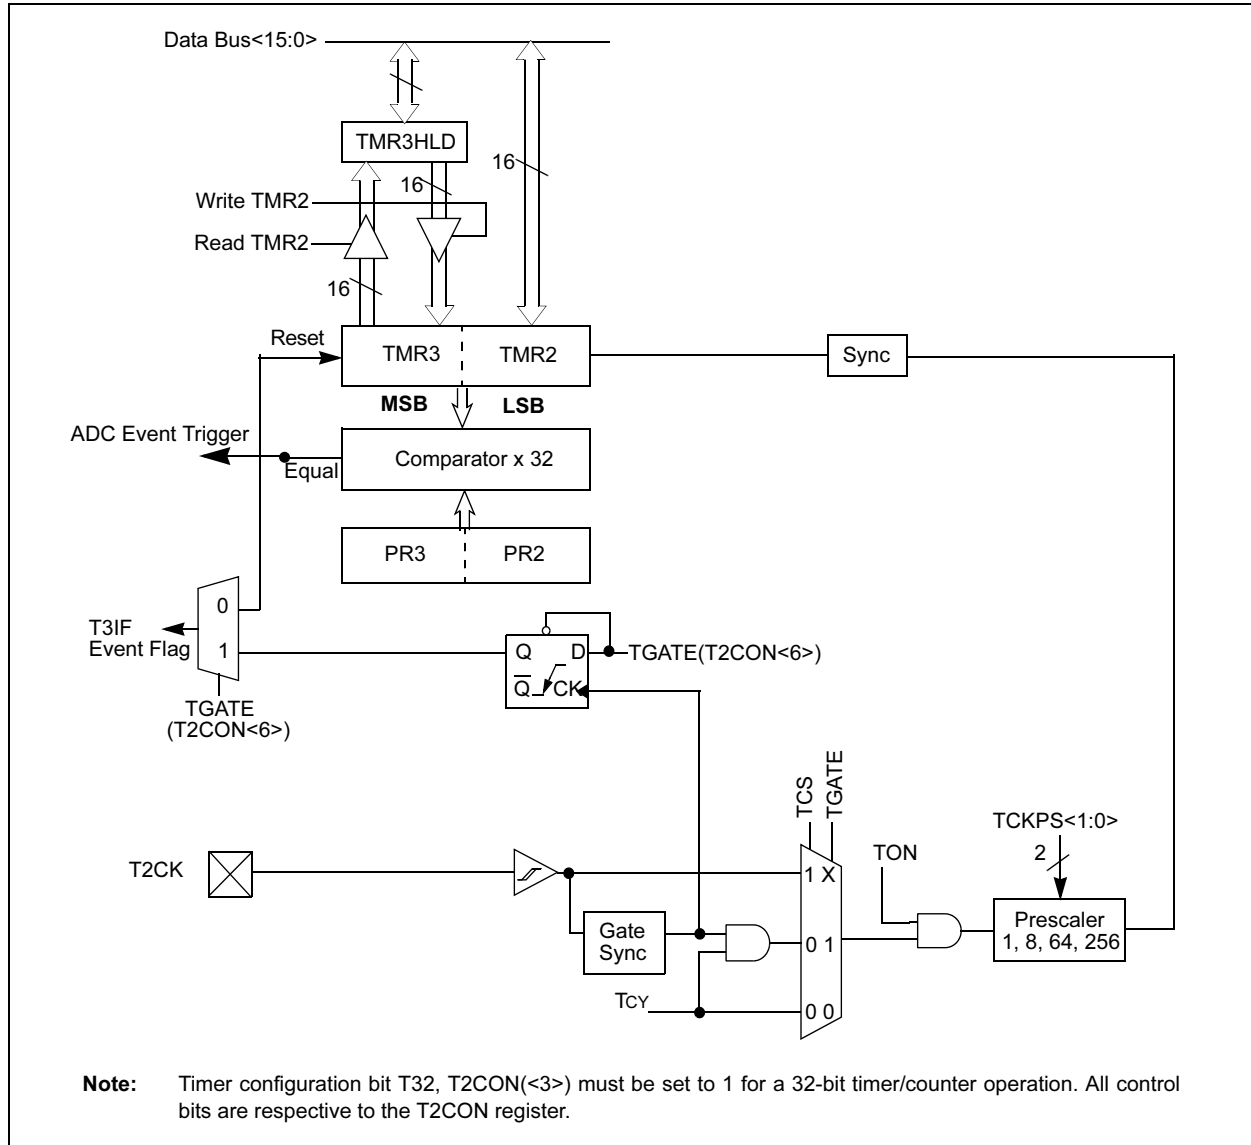 Data Bus<15:0>
TMR3HLD
16
16
Write TMR2
Read TMR2
16
Reset
TMR3
TMR2
Sync
MSB
LSB
ADC Event Trigger
Equal
Comparator x 32
PR3
PR2
0
T3IF
Event Flag
1
Q
D
TGATE(T2CON<6>)
Q
CK
TGATE
(T2CON<6>)
TCS
TGATE
TCKPS<1:0>
2
TON
T2CK
1 X
Prescaler
1, 8, 64, 256
Gate
Sync
0 1
TCY
0 0
Note: Timer configuration bit T32, T2CON(<3>) must be set to 1 for a 32-bit timer/counter operation. All control
bits are respective to the T2CON register.